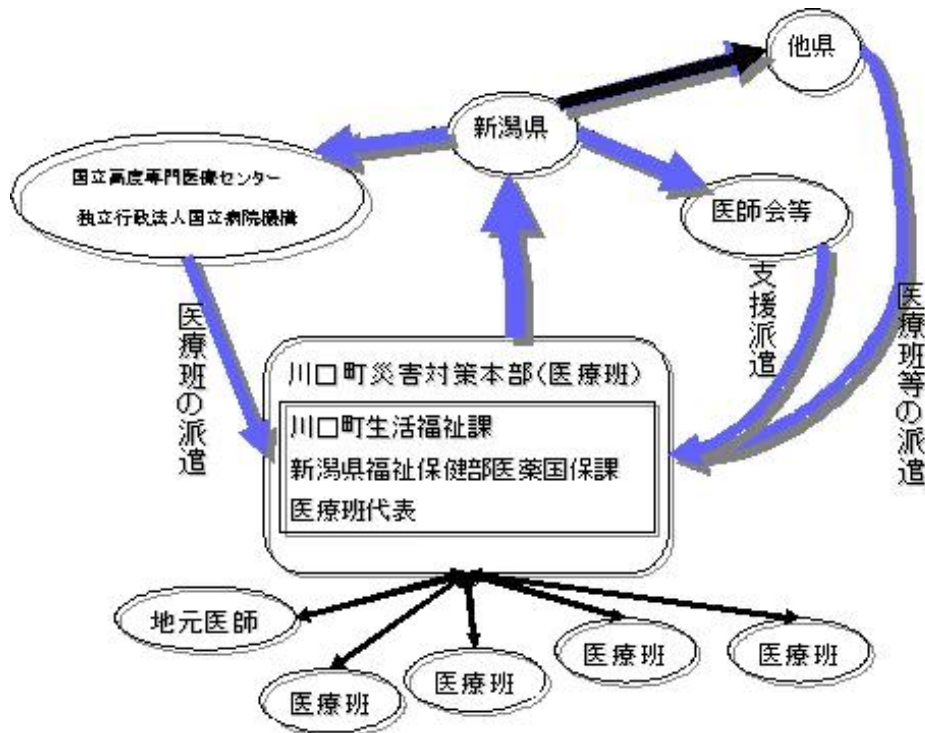 他県
新潟県
国立高度専門医療センター
独立行政法人国立病院機構
医師会等
支援派遣
医療班等の派遣
医療班の派遣
川口町災害対策本部(医療班)
川口町生活福祉課
新潟県福祉保健部医薬国保課
医療班代表
地元医師
医療班
医療班
医療班
医療班